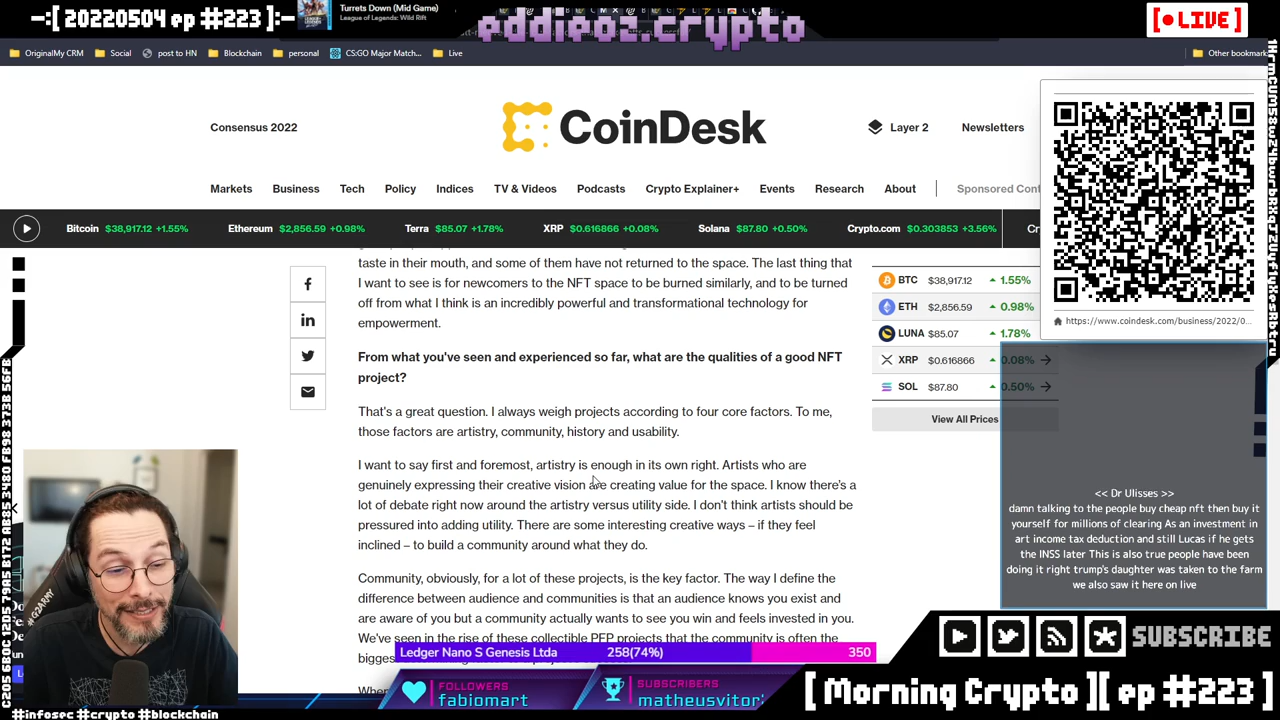 -:[ 20220504 ep #223 ]:-
Turrets Down (Mid Game)
League of Legends: Wild Rift
eddieoz.crypto
[ • LIVE ]
OriginalMy CRM
Social
post to HN
Blockchain
personal
CS:GO Major Match...
Live
Other bookmark
Consensus 2022
CoinDesk
Layer 2
Newsletters
Markets
Business
Tech
Policy
Indices
TV & Videos
Podcasts
Crypto Explainer+
Events
Research
About
Sponsored Cont
Bitcoin $38,917.12 +1.55%
Ethereum $2,856.59 +0.98%
Terra $85.07 +1.78%
XRP $0.616866 +0.08%
Solana $87.80 +0.50%
Crypto.com $0.303853 +3.56%
Cr
https://www.coindesk.com/business/2022/0...
taste in their mouth, and some of them have not returned to the space. The last thing that
I want to see is for newcomers to the NFT space to be burned similarly, and to be turned
off from what I think is an incredibly powerful and transformational technology for
empowerment.
From what you've seen and experienced so far, what are the qualities of a good NFT
project?
That's a great question. I always weigh projects according to four core factors. To me,
those factors are artistry, community, history and usability.
I want to say first and foremost, artistry is enough in its own right. Artists who are
genuinely expressing their creative vision are creating value for the space. I know there's a
lot of debate right now around the artistry versus utility side. I don't think artists should be
pressured into adding utility. There are some interesting creative ways – if they feel
inclined – to build a community around what they do.
Community, obviously, for a lot of these projects, is the key factor. The way I define the
difference between audience and communities is that an audience knows you exist and
are aware of you but a community actually wants to see you win and feels invested in you.
We've seen in the rise of these collectible PFP projects that the community is often the
BTC $38,917.12 1.55%
ETH $2,856.59 0.98%
LUNA $85.07 1.78%
XRP $0.616866 0.08%
SOL $87.80 0.50%
View All Prices
<< Dr Ulisses >>
damn talking to the people buy cheap nft then buy it
yourself for millions of clearing As an investment in
art income tax deduction and still Lucas if he gets
the INSS later This is also true people have been
doing it right trump's daughter was taken to the farm
we also saw it here on live
Ledger Nano S Genesis Ltda 258(74%) 350
FOLLOWERS
fabiomart
SUBSCRIBERS
matheusvitor
SUBSCRIBE
[ Morning Crypto ][ ep #223 ]
#infosec #crypto #blockchain